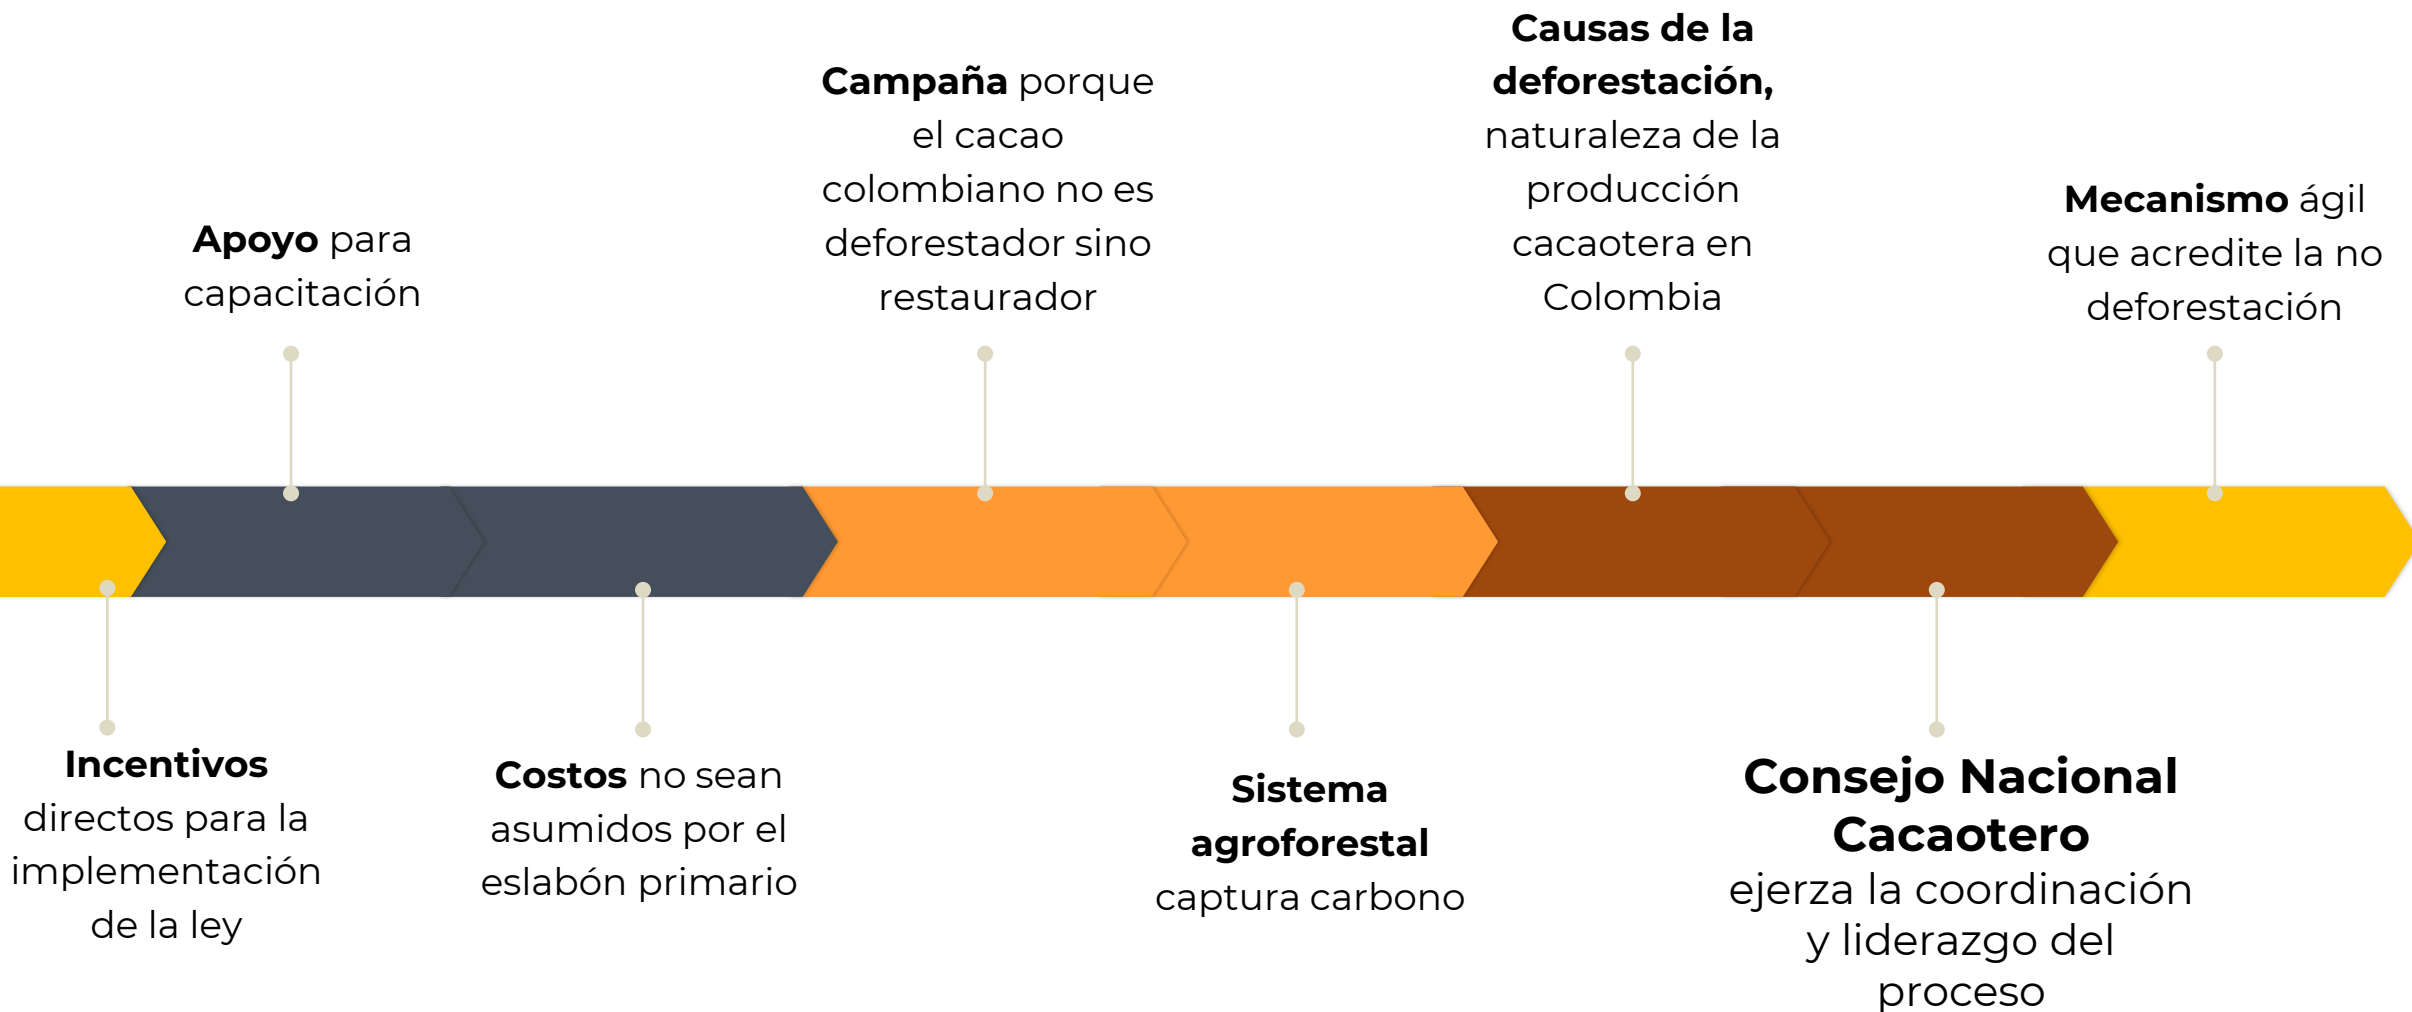 Incentivos
directos para la
implementación
de la ley
Apoyo para
capacitación
Costos no sean
asumidos por el
eslabón primario
Campaña porque
el cacao
colombiano no es
deforestador sino
restaurador
Sistema
agroforestal
captura carbono
Causas de la
deforestación,
naturaleza de la
producción
cacaotera en
Colombia
Consejo Nacional
Cacaotero
ejerza la coordinación
y liderazgo del
proceso
Mecanismo ágil
que acredite la no
deforestación